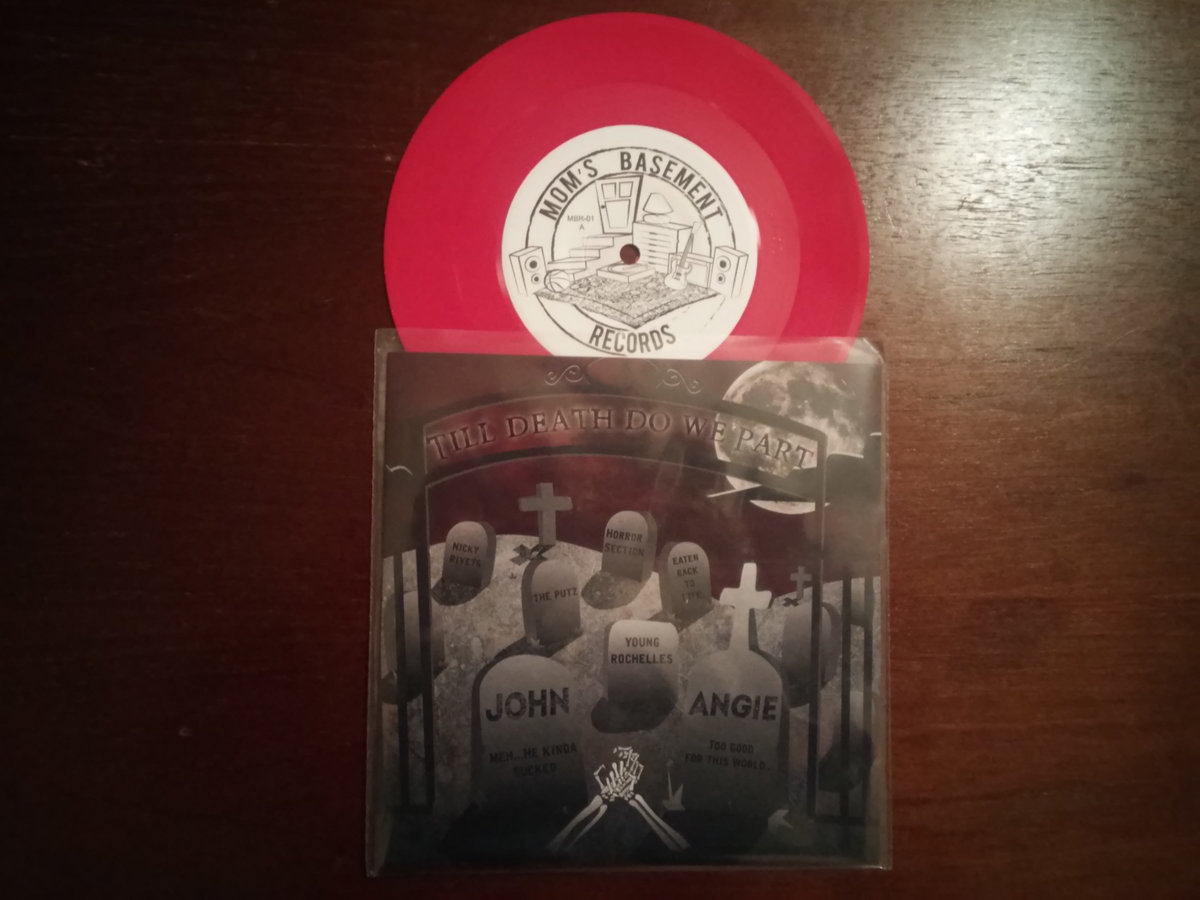 MOM'S BASEMENT
MBR-01
A
RECORDS
TILL DEATH DO WE PART
NICKY
RIVETS
HORROR
SECTION
EATEN
BACK
TO
LIFE
THE PUTZ
YOUNG
ROCHELLES
JOHN
MEH...HE KINDA
SUCKED
ANGIE
TOO GOOD
FOR THIS WORLD.